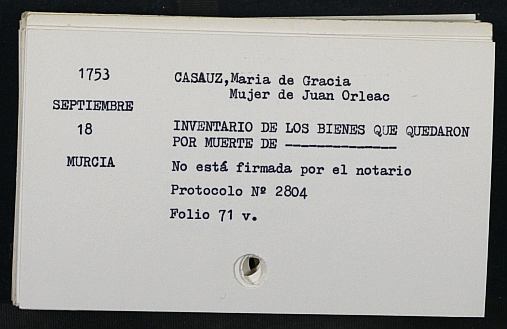 1753
SEPTIEMBRE
18
MURCIA
CASAUZ, Maria de Gracia
Mujer de Juan Orleac
INVENTARIO DE LOS BIENES QUE QUEDARON
POR MUERTE DE --------------
No está firmada por el notario
Protocolo Nº 2804
Folio 71 v.